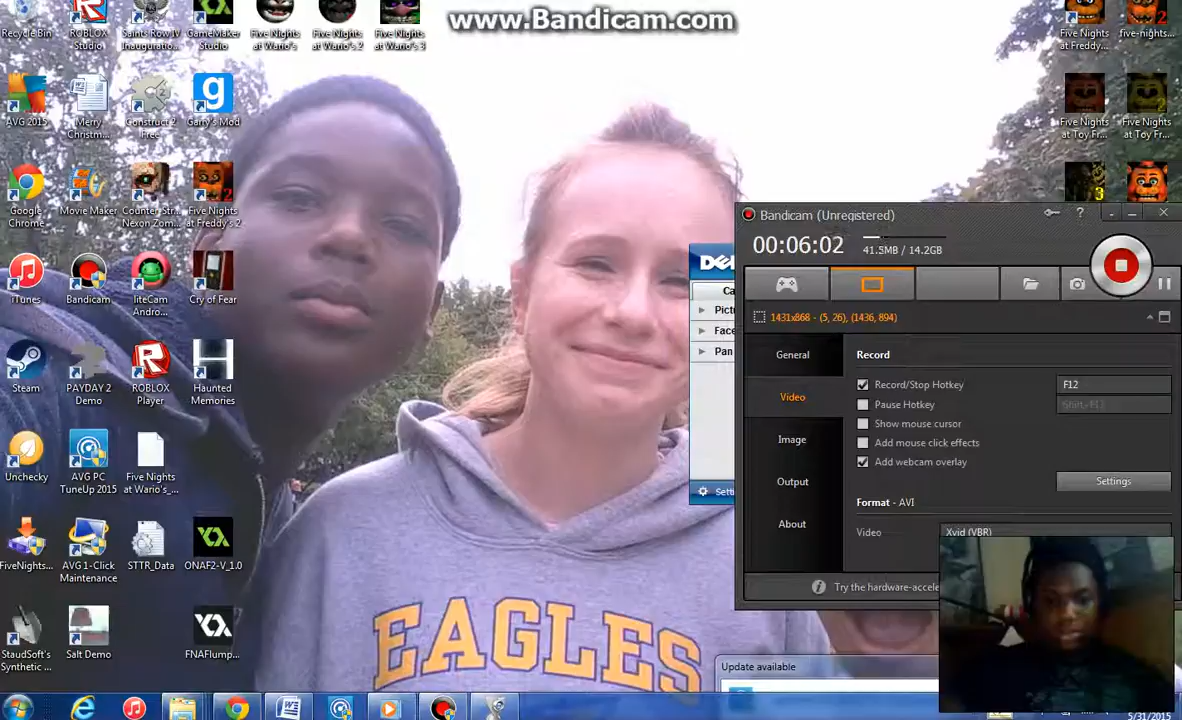 www.Bandicam.com
Recycle Bin
ROBLOX Studio
Saints Row IV Inauguratio...
GameMaker Studio
Five Nights at Wario's
Five Nights at Wario's 2
Five Nights at Wario's 3
Five Nights at Freddy...
five-nights...
AVG 2015
Merry Christm...
Construct 2 Free
g
Garry's Mod
Five Nights at Toy Fr...
Five Nights at Toy Fr...
Google Chrome
Movie Maker
Counter-Str... Nexon Zom...
2
Five Nights at Freddy's 2
3
iTunes
Bandicam
liteCam Andro...
Cry of Fear
Steam
PAYDAY 2 Demo
ROBLOX Player
Haunted Memories
Unchecky
AVG PC TuneUp 2015
Five Nights at Wario's_...
FiveNights...
AVG 1-Click Maintenance
STTR_Data
ONAF2-V_1.0
StaudSoft's Synthetic ...
Salt Demo
FNAFlump...
EAGLES
DELL
Ca
Pict
Face
Pan
Setti
Bandicam (Unregistered)
00:06:02
41.5MB / 14.2GB
1431x868 - (5, 26), (1436, 894)
General
Video
Image
Output
About
Record
Record/Stop Hotkey
F12
Pause Hotkey
Shift+F12
Show mouse cursor
Add mouse click effects
Add webcam overlay
Settings
Format - AVI
Video
Xvid (VBR)
Try the hardware-accele
Update available
5/31/2015